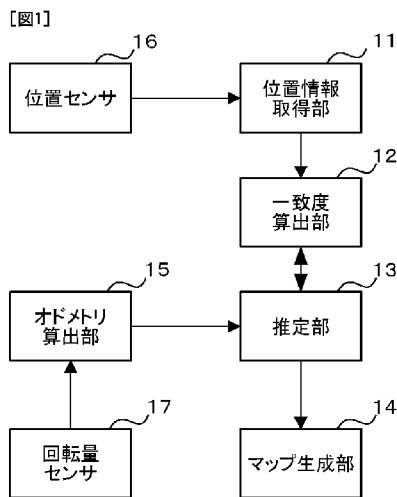 [図1]
16
位置センサ
11
位置情報
取得部
12
一致度
算出部
15
オドメトリ
算出部
13
推定部
17
回転量
センサ
14
マップ生成部